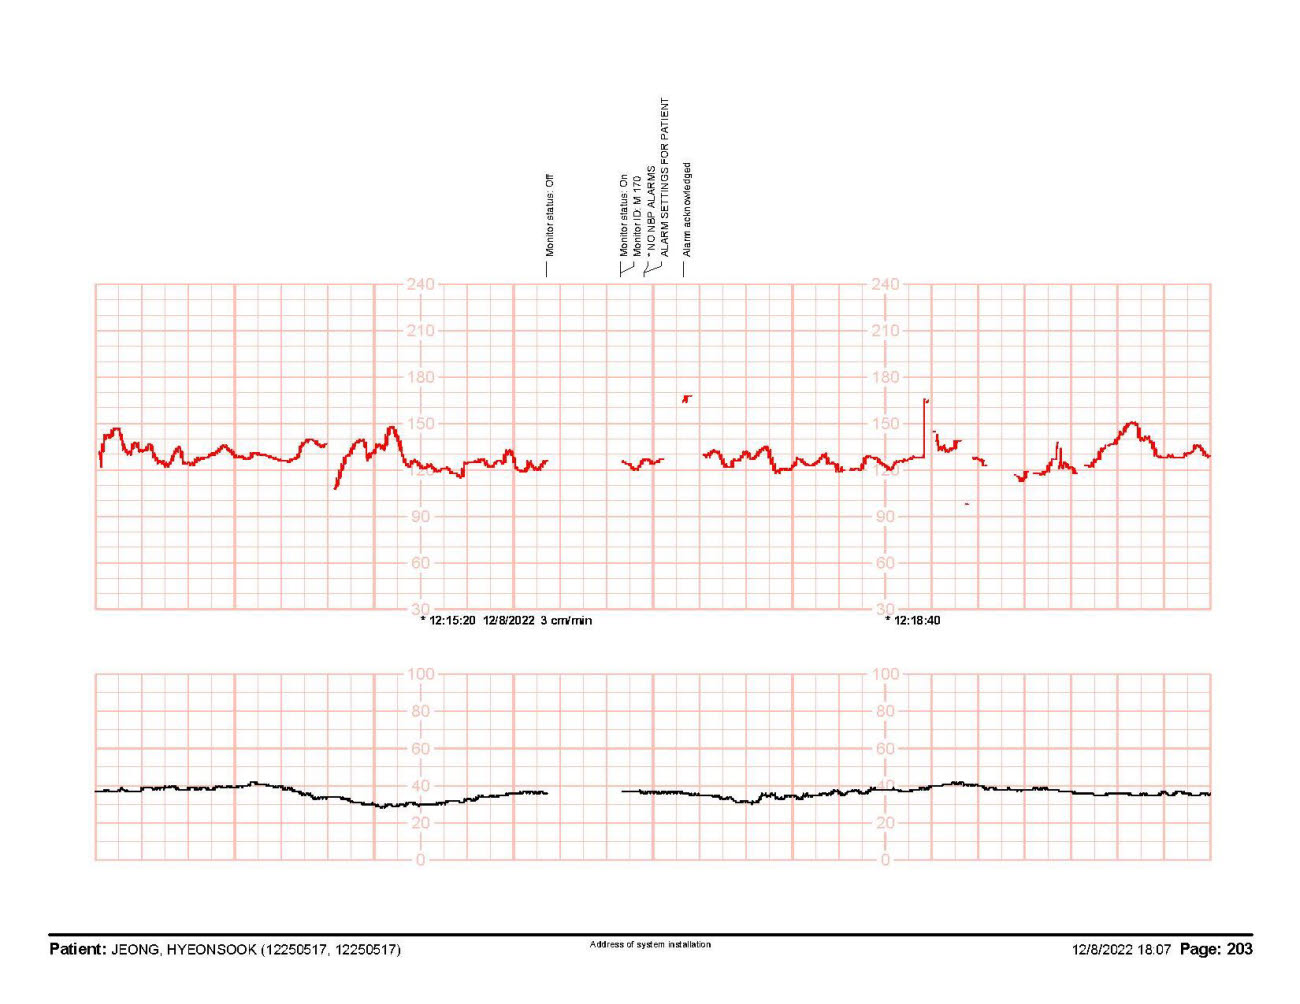 Monitor status: Off
Monitor status: On
Monitor ID: M 170
* NO NBP ALARMS
ALARM SETTINGS FOR PATIENT
Alarm acknowledged
240 240
210 210
180 180
150 150
120 120
90 90
60 60
30 30
* 12:15:20 12/8/2022 3 cm/min * 12:18:40
100 100
80 80
60 60
40 40
20 20
0 0
Patient: JEONG, HYEONSOOK (12250517, 12250517) Address of system installation 12/8/2022 18:07 Page: 203